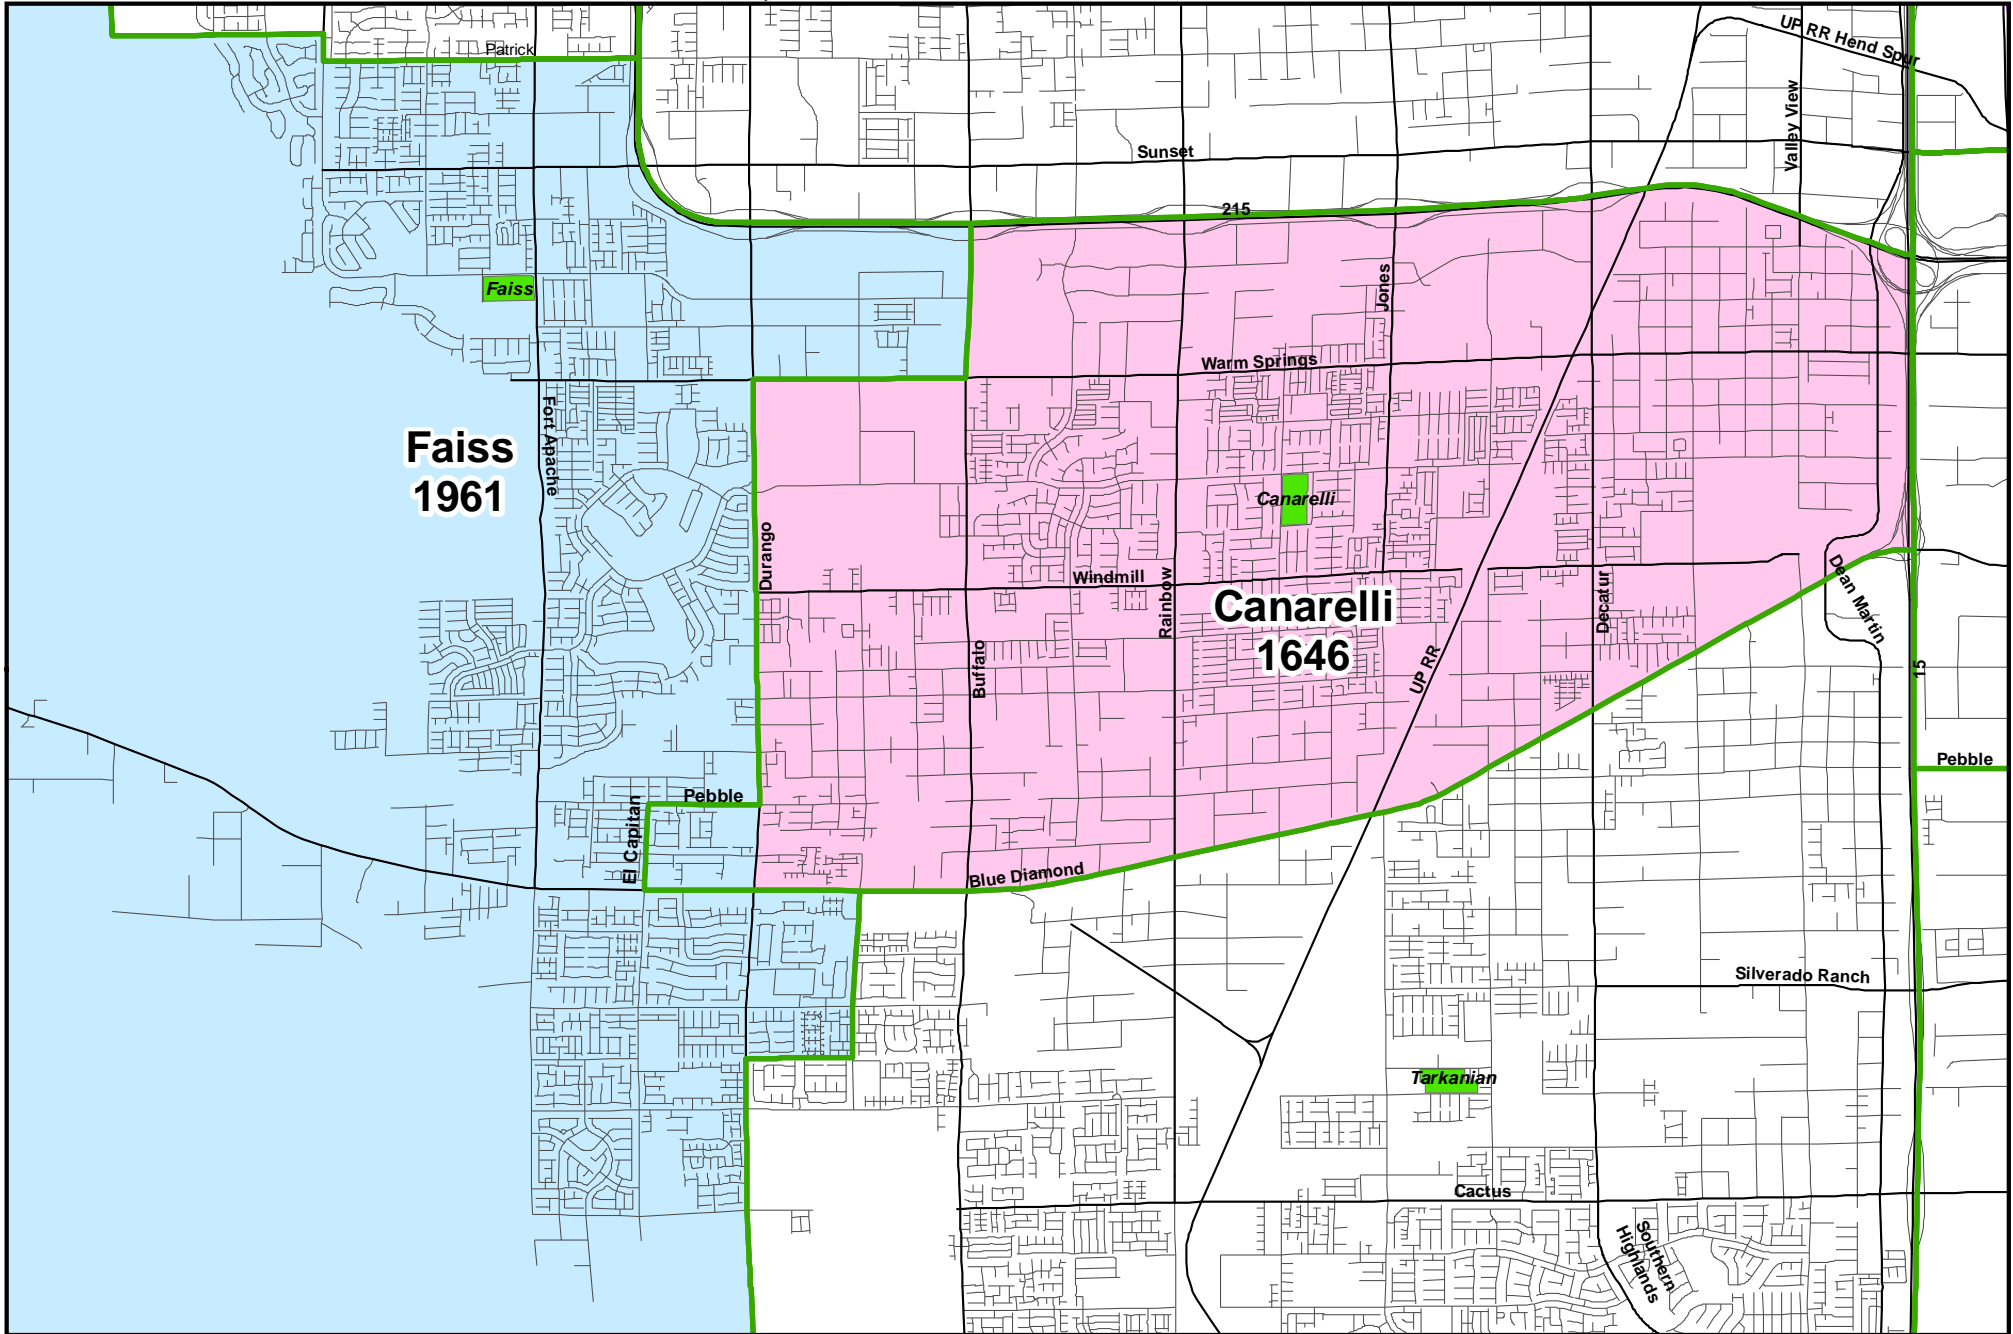 UP RR Hend Spur
Patrick
Valley View
Sunset
215
Faiss
Jones
Warm Springs
Fort Apache
Faiss
1961
Canarelli
Durango
Windmill
Rainbow
Decatur
Dean Martin
Canarelli
1646
Buffalo
UP RR
15
Pebble
Pebble
El Capitan
Blue Diamond
Silverado Ranch
Tarkanian
Cactus
Southern
Highlands